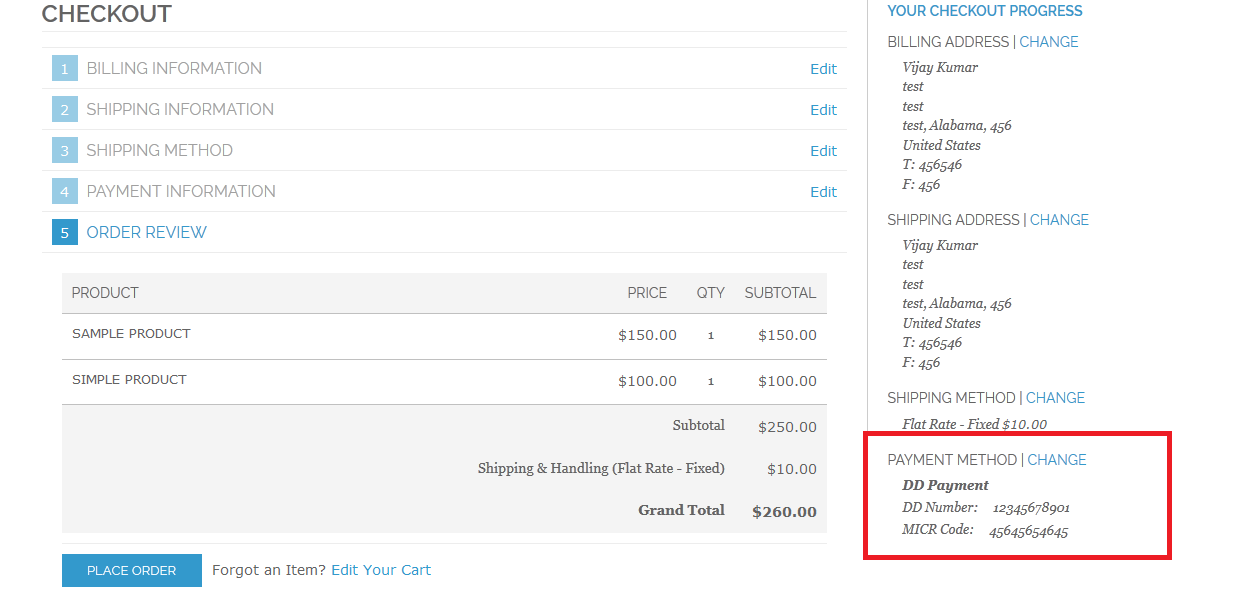 CHECKOUT
1 BILLING INFORMATION Edit
2 SHIPPING INFORMATION Edit
3 SHIPPING METHOD Edit
4 PAYMENT INFORMATION Edit
5 ORDER REVIEW
PRODUCT PRICE QTY SUBTOTAL
SAMPLE PRODUCT $150.00 1 $150.00
SIMPLE PRODUCT $100.00 1 $100.00
Subtotal $250.00
Shipping & Handling (Flat Rate - Fixed) $10.00
Grand Total $260.00
PLACE ORDER Forgot an Item? Edit Your Cart
YOUR CHECKOUT PROGRESS
BILLING ADDRESS | CHANGE
Vijay Kumar
test
test
test, Alabama, 456
United States
T: 456546
F: 456
SHIPPING ADDRESS | CHANGE
Vijay Kumar
test
test
test, Alabama, 456
United States
T: 456546
F: 456
SHIPPING METHOD | CHANGE
Flat Rate - Fixed $10.00
PAYMENT METHOD | CHANGE
DD Payment
DD Number: 12345678901
MICR Code: 45645654645